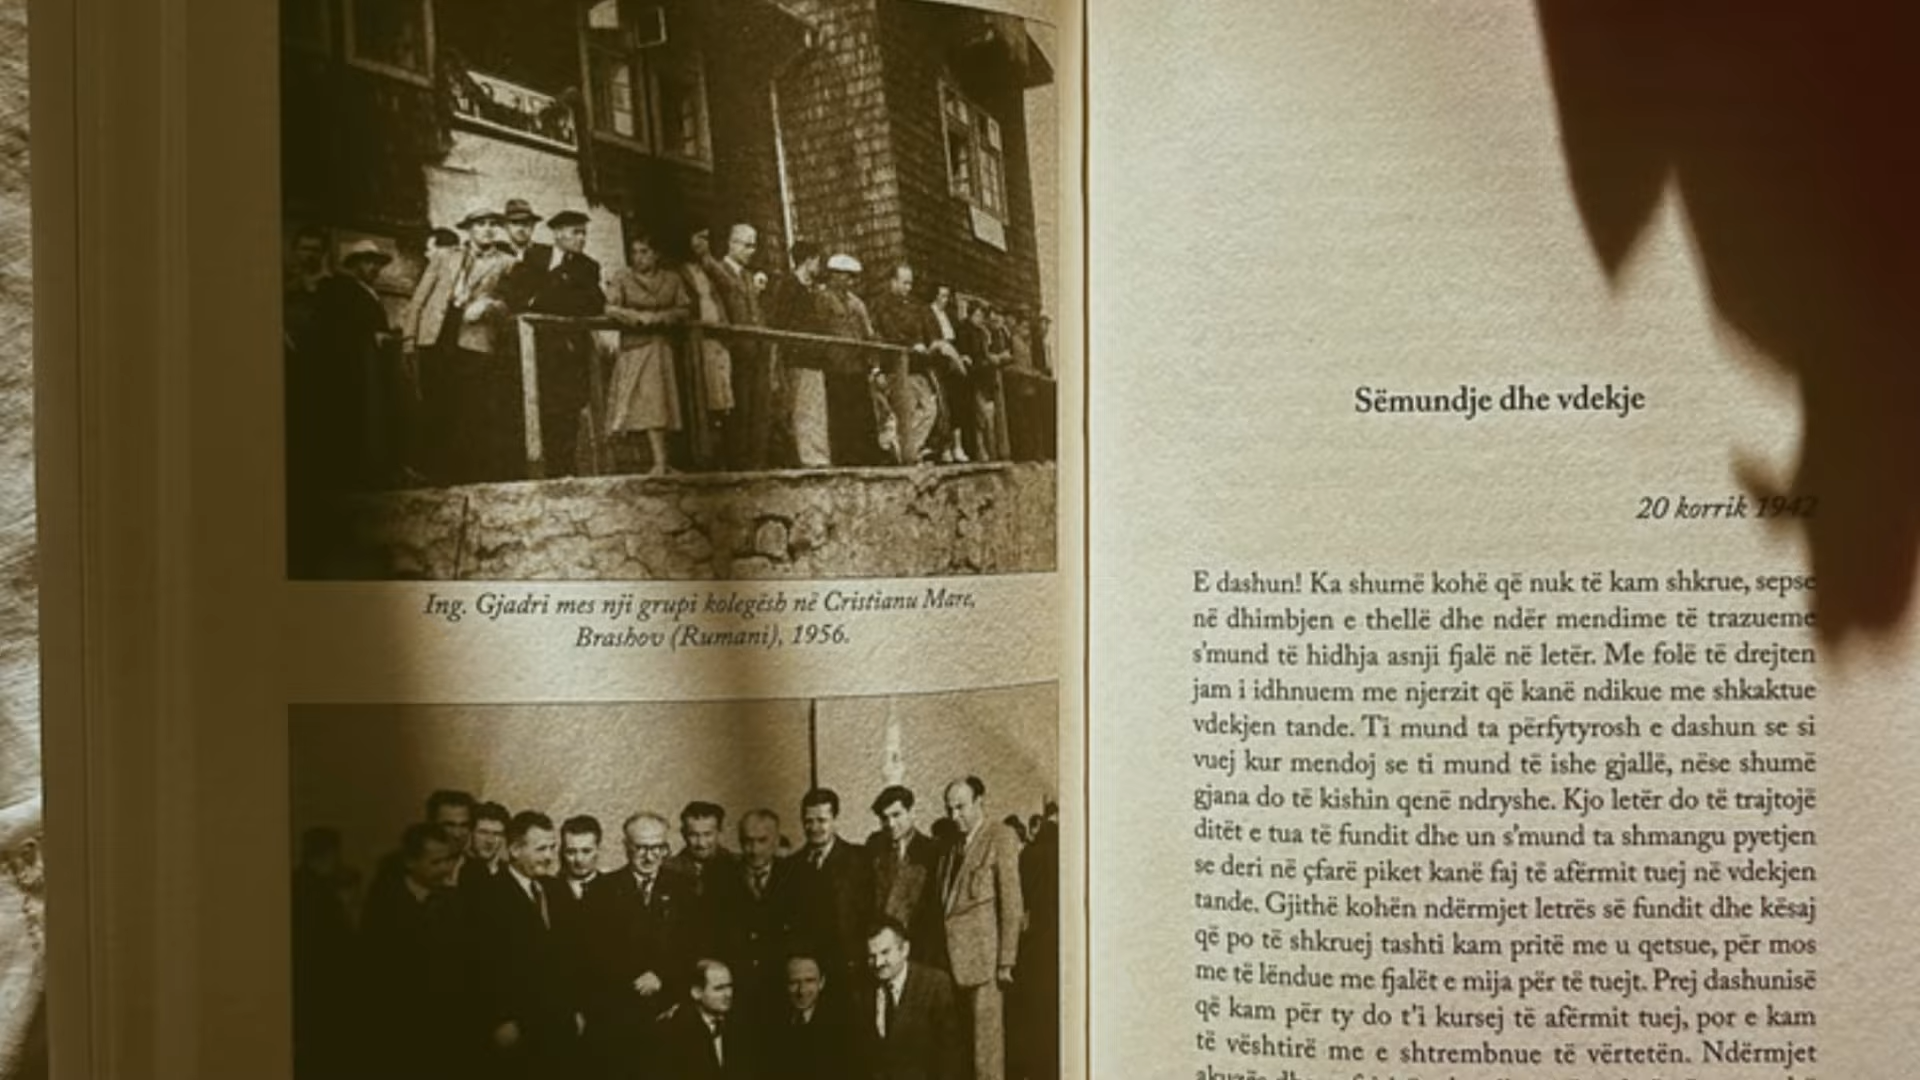 Ing. Gjadri mes nji grupi kolegësh në Cristianu Mare,
Brashov (Rumani), 1956.
Sëmundje dhe vdekje
20 korrik 1942
E dashun! Ka shumë kohë që nuk të kam shkrue, sepse
në dhimbjen e thellë dhe ndër mendime të trazueme
s'mund të hidhja asnji fjalë në letër. Me folë të drejten
jam i idhnuem me njerzit që kanë ndikue me shkaktue
vdekjen tande. Ti mund ta përfytyrosh e dashun se si
vuej kur mendoj se ti mund të ishe gjallë, nëse shumë
gjana do të kishin qenë ndryshe. Kjo letër do të trajtojë
ditët e tua të fundit dhe un s'mund ta shmangu pyetjen
se deri në çfarë piket kanë faj të afërmit tuej në vdekjen
tande. Gjithë kohën ndërmjet letrës së fundit dhe kësaj
që po të shkruej tashti kam pritë me u qetsue, për mos
me të lëndue me fjalët e mija për të tuejt. Prej dashunisë
që kam për ty do t'i kursej të afërmit tuej, por e kam
të vështirë me e shtrembnue të vërtetën. Ndërmjet